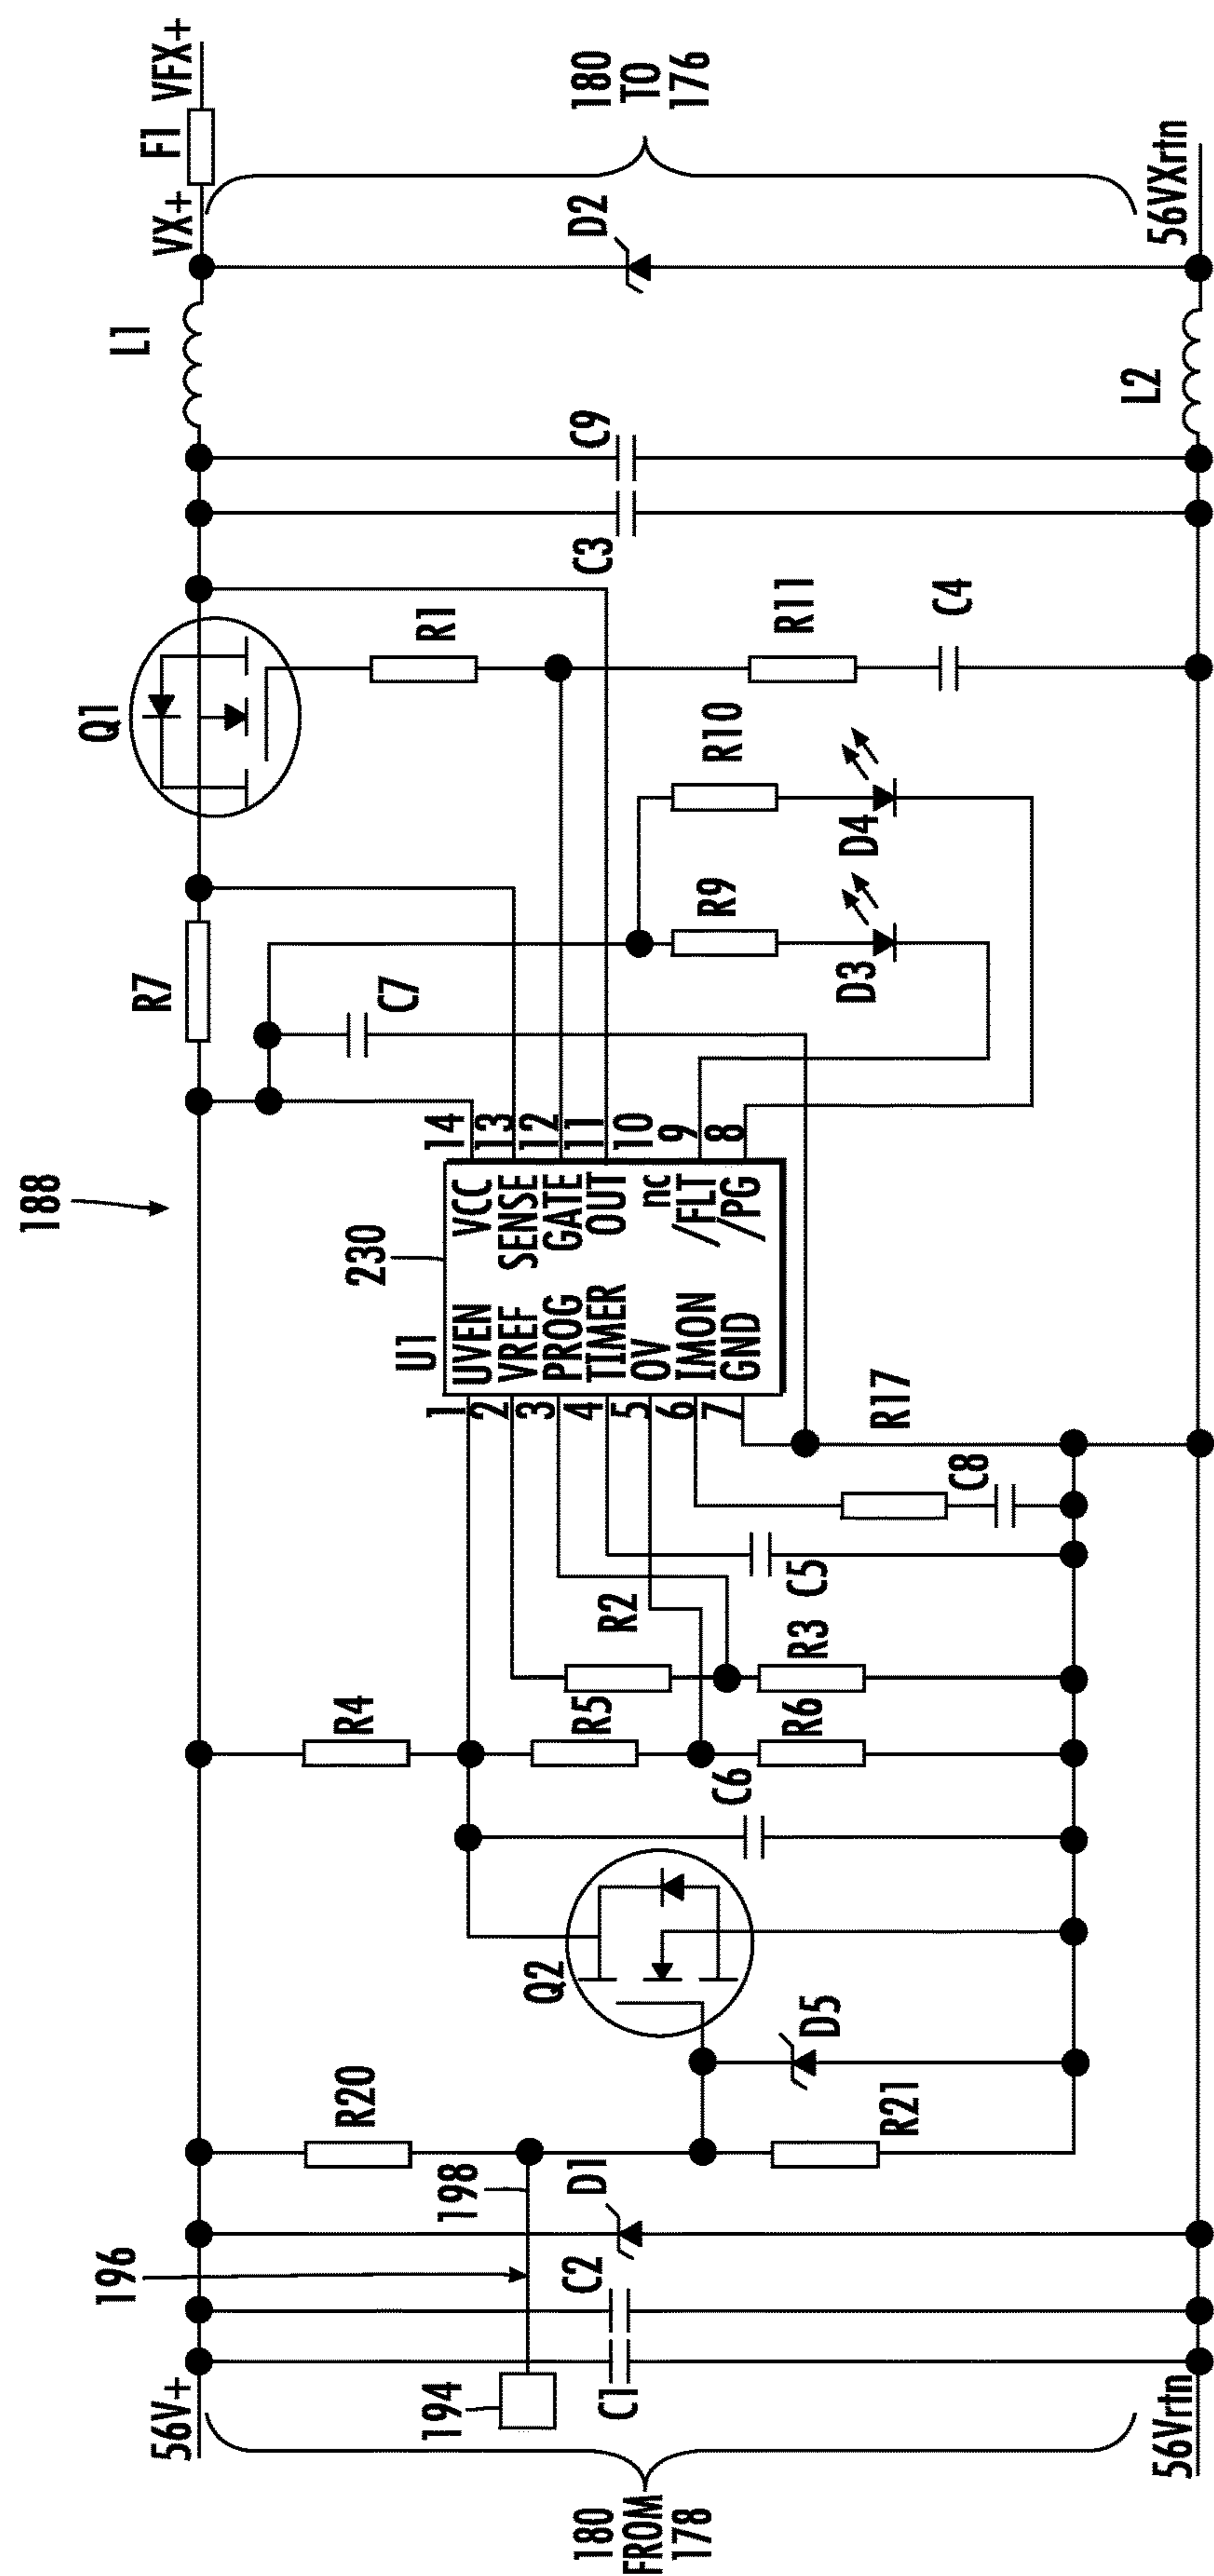 188
56V+
R7
Q1
L1
VX+
F1
VFX+
196
194
198
R20
R4
U1
230
C7
R1
C1
C2
D1
Q2
R5
R2
1
2
3
4
5
6
7
UVEN
VREF
PROG
TIMER
OV
IMON
GND
VCC
SENSE
GATE
OUT
nc
/FLT
/PG
14
13
12
11
10
9
8
R9
R10
R11
C3
C9
D2
R21
D5
C6
R6
R3
C5
C8
R17
D3
D4
C4
L2
180
FROM
178
180
TO
176
56Vrtn
56VXrtn